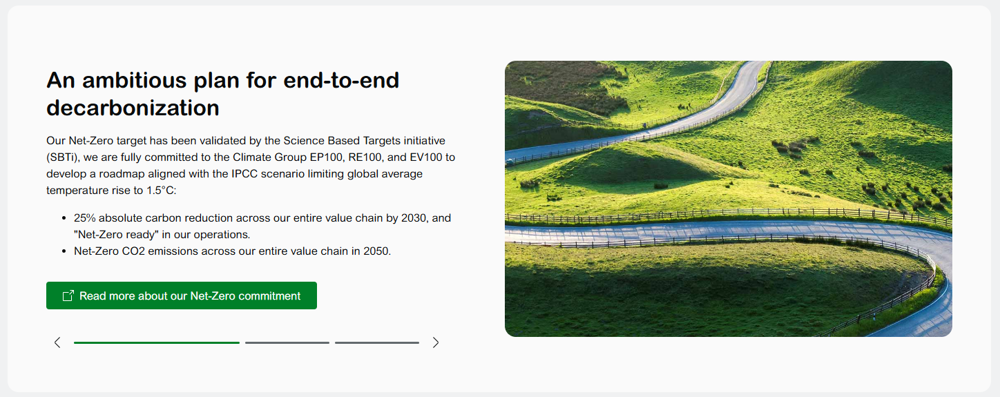 An ambitious plan for end-to-end
decarbonization
Our Net-Zero target has been validated by the Science Based Targets initiative
(SBTi), we are fully committed to the Climate Group EP100, RE100, and EV100 to
develop a roadmap aligned with the IPCC scenario limiting global average
temperature rise to 1.5°C:
• 25% absolute carbon reduction across our entire value chain by 2030, and
"Net-Zero ready" in our operations.
• Net-Zero CO2 emissions across our entire value chain in 2050.
Read more about our Net-Zero commitment